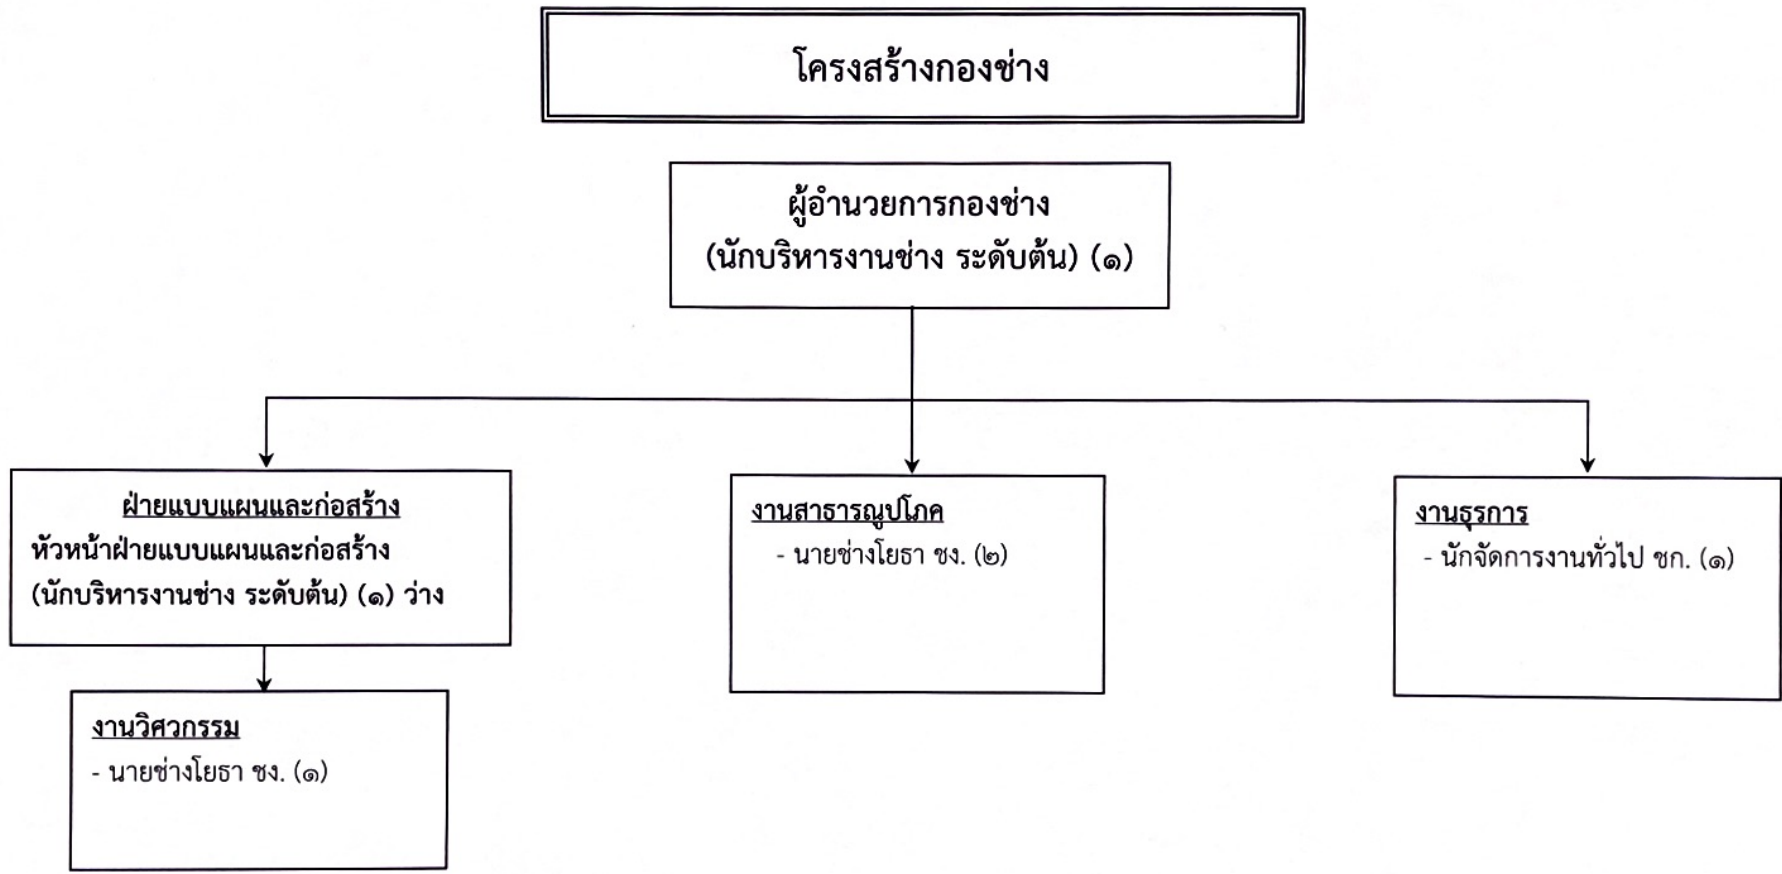 โครงสร้างกองช่าง
ผู้อำนวยการกองช่าง
(นักบริหารงานช่าง ระดับต้น) (๑)
ฝ่ายแบบแผนและก่อสร้าง
หัวหน้าฝ่ายแบบแผนและก่อสร้าง
(นักบริหารงานช่าง ระดับต้น) (๑) ว่าง
งานวิศวกรรม
- นายช่างโยธา ชง. (๑)
งานสาธารณูปโภค
- นายช่างโยธา ชง. (๒)
งานธุรการ
- นักจัดการงานทั่วไป ชก. (๑)